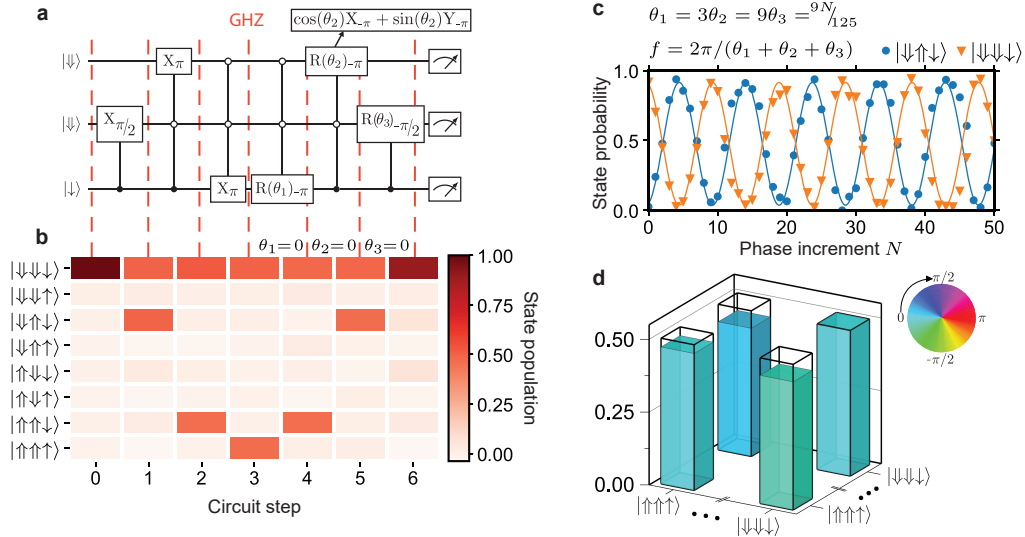 a
GHZ
cos(θ₂)X₋π + sin(θ₂)Y₋π
|⇓⟩
Xπ
R(θ₂)₋π
|⇓⟩
Xπ/2
R(θ₃)₋π/2
|↓⟩
Xπ
R(θ₁)₋π
b
θ₁=0 θ₂=0 θ₃=0
|⇓⇓↓⟩
|⇓⇓↑⟩
|⇓⇑↓⟩
|⇓⇑↑⟩
|⇑⇓↓⟩
|⇑⇓↑⟩
|⇑⇑↓⟩
|⇑⇑↑⟩
0 1 2 3 4 5 6
Circuit step
1.00
0.75
0.50
0.25
0.00
State population
c
θ₁ = 3θ₂ = 9θ₃ = ⁹ᴺ/₁₂₅
f = 2π/(θ₁ + θ₂ + θ₃)
|⇓⇑↓⟩ |⇓⇓↓⟩
1.0
0.5
0.0
State probability
0 10 20 30 40 50
Phase increment N
d
π/2
0
π
-π/2
0.50
0.25
0.00
|⇑⇑↑⟩
•••
|⇓⇓↓⟩
|⇑⇑↑⟩
•••
|⇓⇓↓⟩